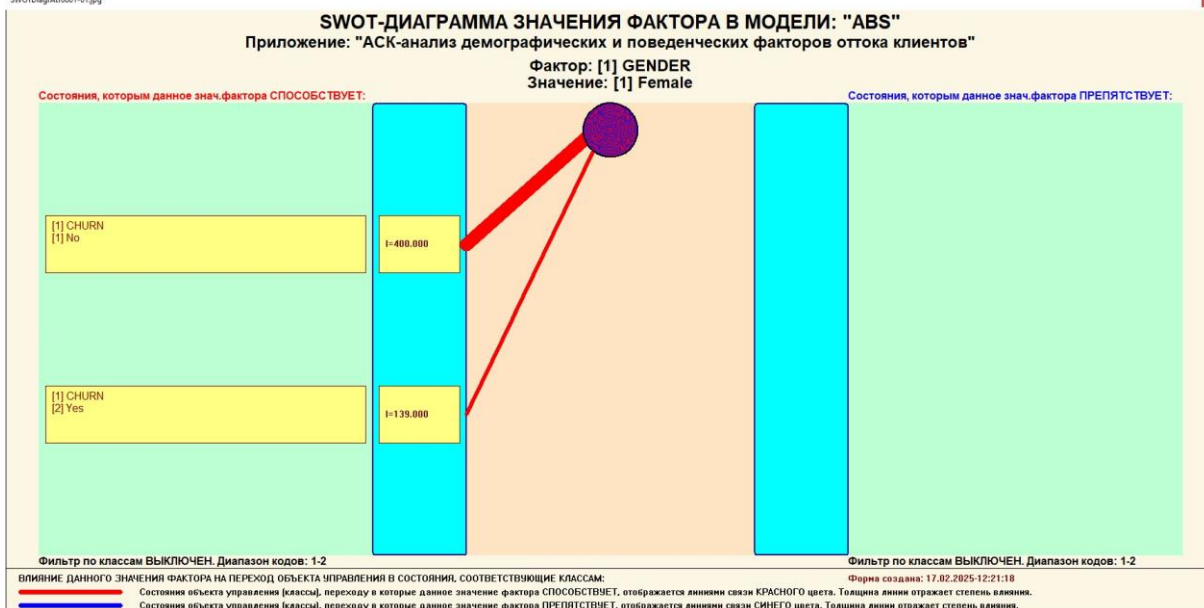 SWOT-ДИАГРАММА ЗНАЧЕНИЯ ФАКТОРА В МОДЕЛИ: "ABS"
Приложение: "АСК-анализ демографических и поведенческих факторов оттока клиентов"
Фактор: [1] GENDER
Значение: [1] Female
Состояния, которым данное знач.фактора СПОСОБСТВУЕТ:
Состояния, которым данное знач.фактора ПРЕПЯТСТВУЕТ:
[1] CHURN
[1] No
I=400.000
[1] CHURN
[2] Yes
I=139.000
Фильтр по классам ВЫКЛЮЧЕН. Диапазон кодов: 1-2
Фильтр по классам ВЫКЛЮЧЕН. Диапазон кодов: 1-2
ВЛИЯНИЕ ДАННОГО ЗНАЧЕНИЯ ФАКТОРА НА ПЕРЕХОД ОБЪЕКТА УПРАВЛЕНИЯ В СОСТОЯНИЯ, СООТВЕТСТВУЮЩИЕ КЛАССАМ:
Форма создана: 17.02.2025-12:21:18
Состояния объекта управления (классы), переходу в которые данное значение фактора СПОСОБСТВУЕТ, отображается линиями связи КРАСНОГО цвета. Толщина линии отражает степень влияния.
Состояния объекта управления (классы), переходу в которые данное значение фактора ПРЕПЯТСТВУЕТ, отображается линиями связи СИНЕГО цвета. Толщина линии отражает степень влияния.